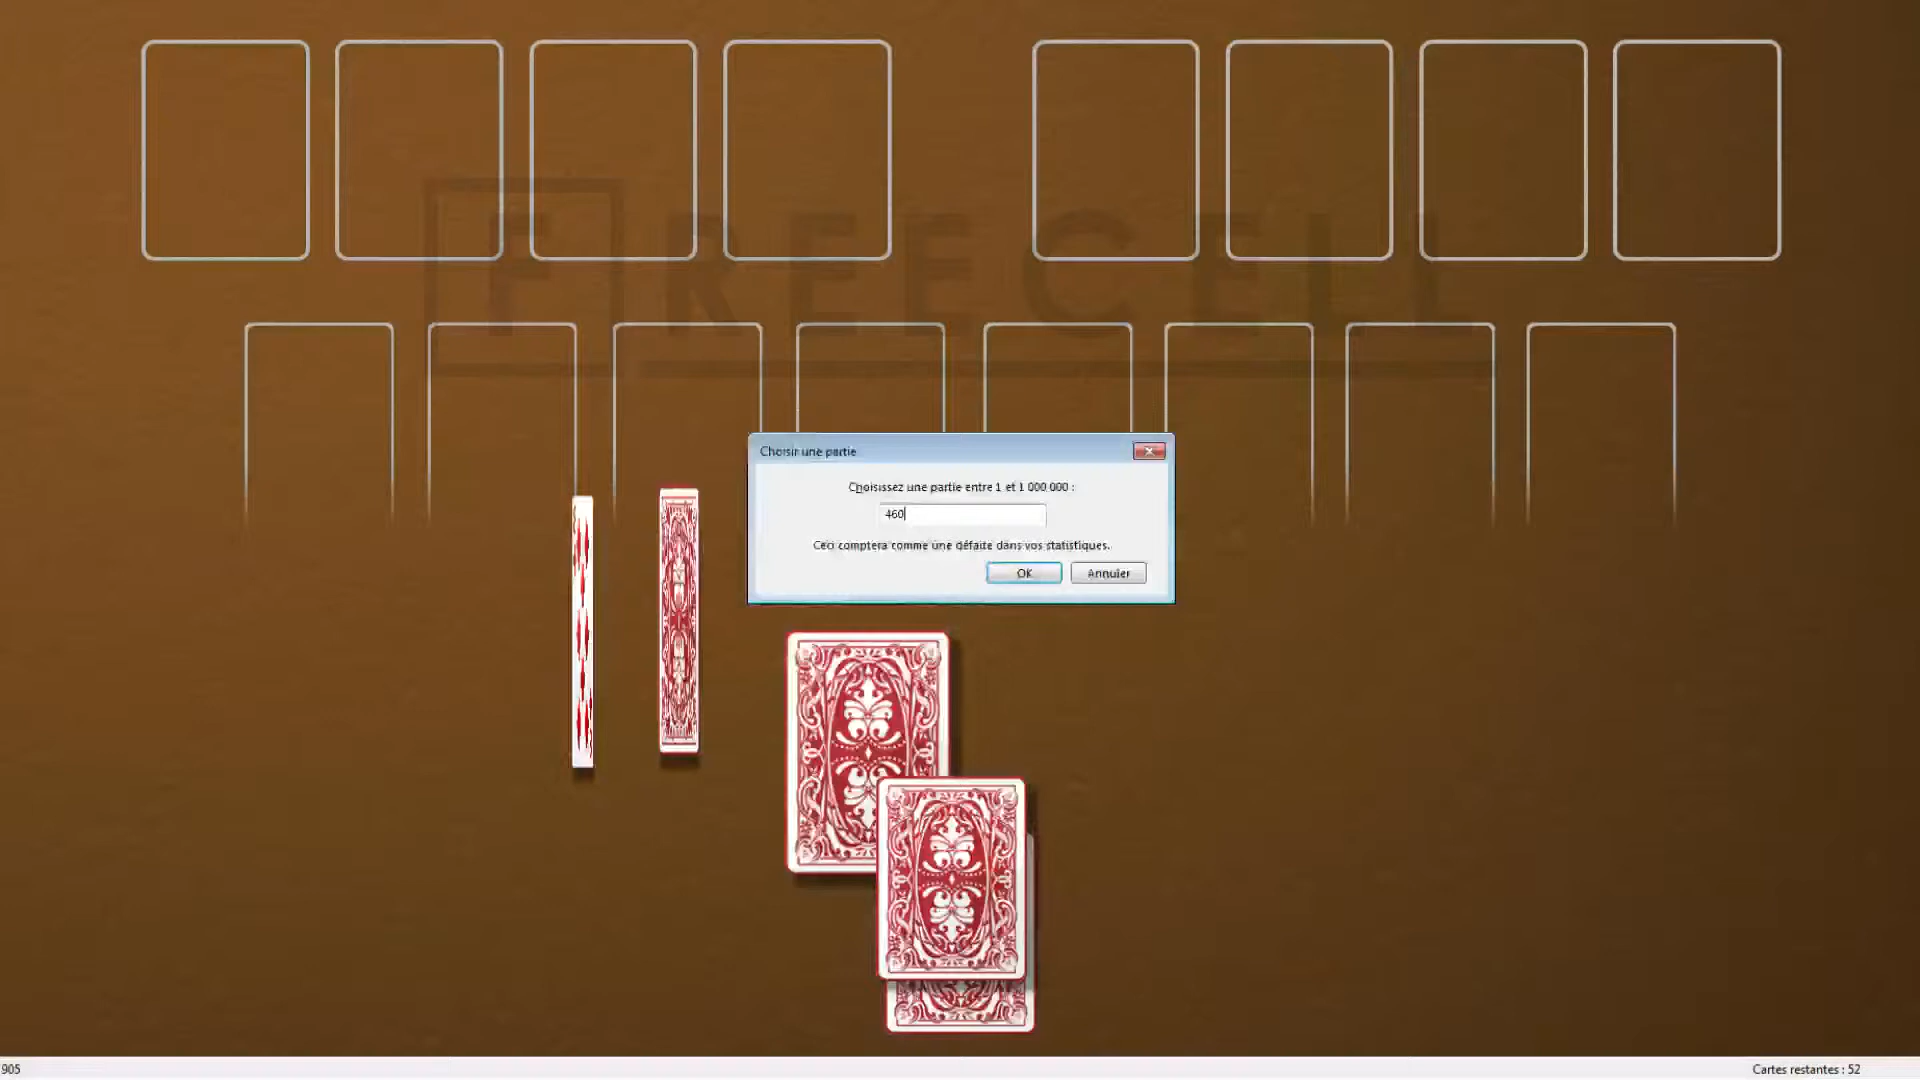 FREECELL
Choisir une partie
Choisissez une partie entre 1 et 1 000 000 :
460
Ceci comptera comme une défaite dans vos statistiques.
OK
Annuler
905
Cartes restantes : 52